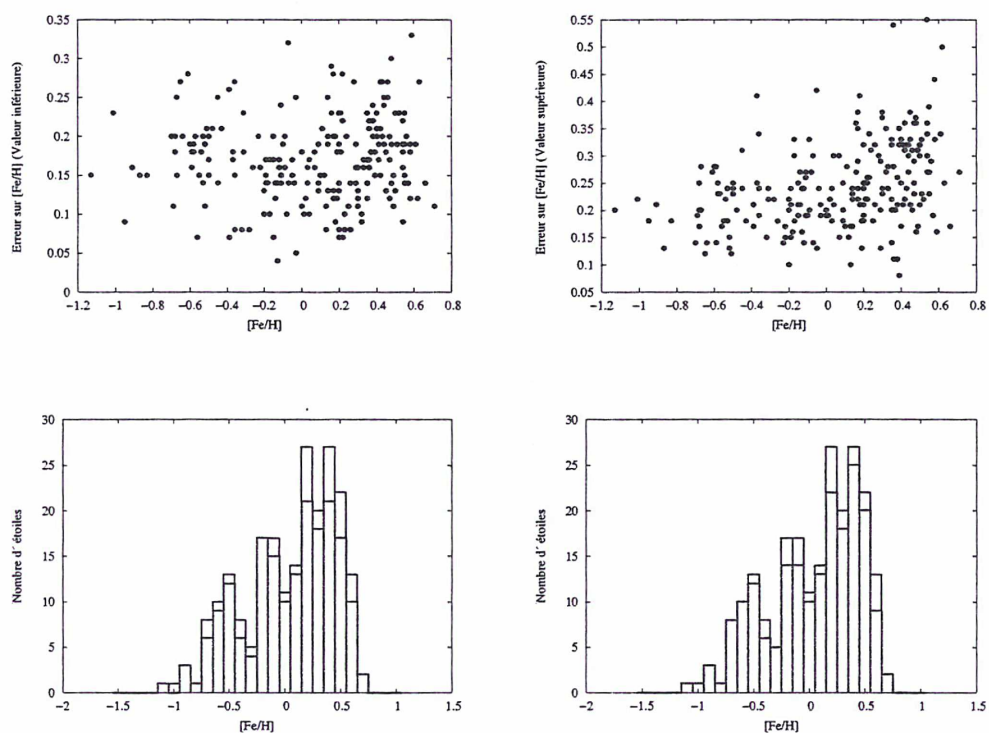 Erreur sur [Fe/H] (Valeur inférieure)
0.35
0.3
0.25
0.2
0.15
0.1
0.05
0
−1.2 −1 −0.8 −0.6 −0.4 −0.2 0 0.2 0.4 0.6 0.8
[Fe/H]
Erreur sur [Fe/H] (Valeur supérieure)
0.55
0.5
0.45
0.4
0.35
0.3
0.25
0.2
0.15
0.1
0.05
−1.2 −1 −0.8 −0.6 −0.4 −0.2 0 0.2 0.4 0.6 0.8
[Fe/H]
Nombre d´ étoiles
30
25
20
15
10
5
0
−2 −1.5 −1 −0.5 0 0.5 1 1.5
[Fe/H]
Nombre d´ étoiles
30
25
20
15
10
5
0
−2 −1.5 −1 −0.5 0 0.5 1 1.5
[Fe/H]